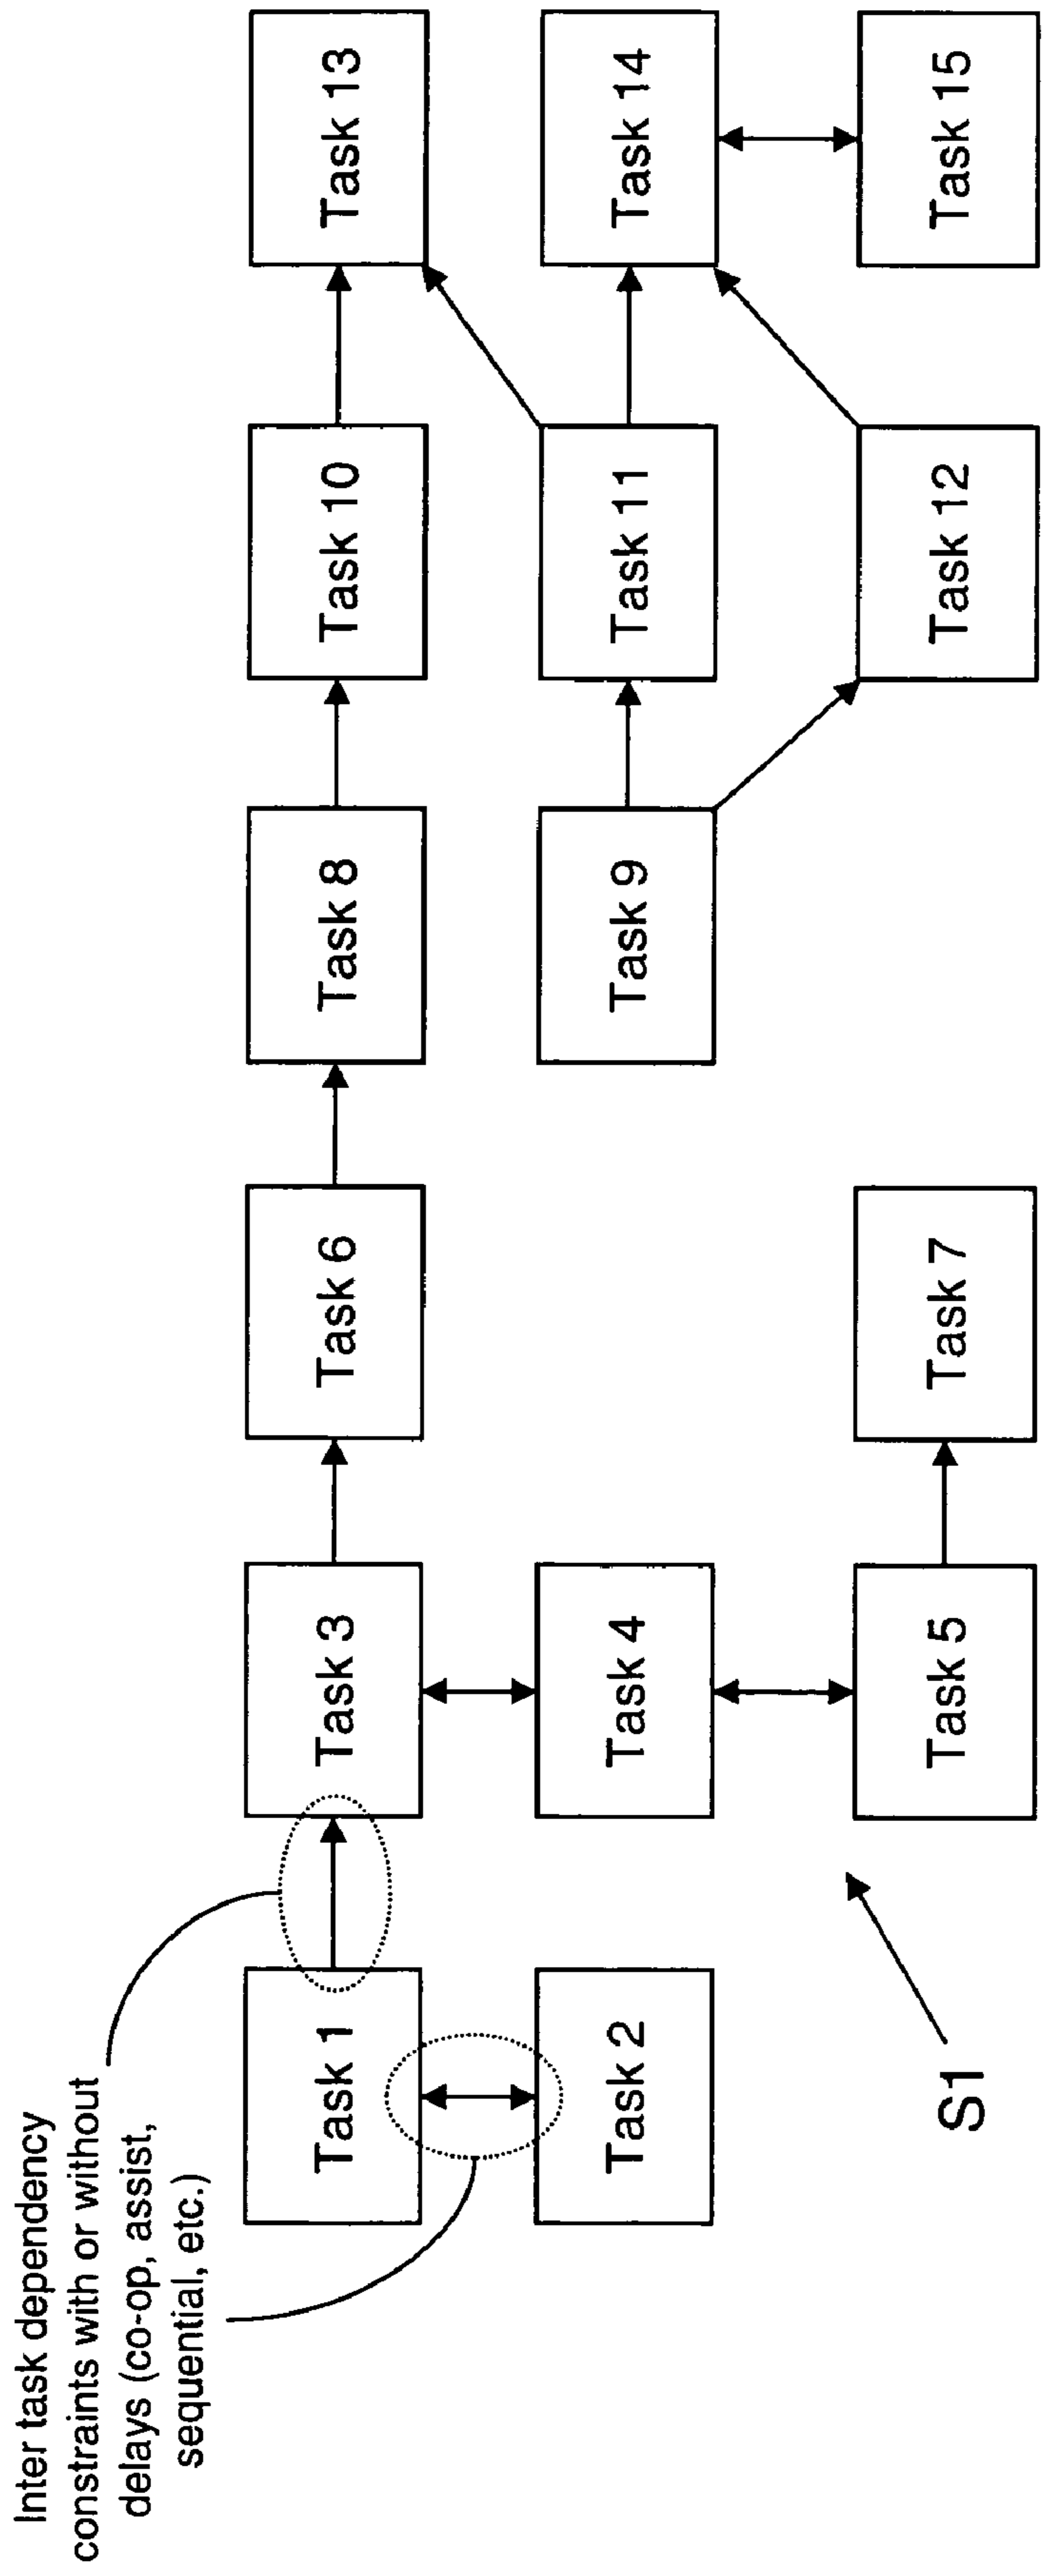 Inter task dependency
constraints with or without
delays (co-op, assist,
sequential, etc.)
Task 1
Task 3
Task 6
Task 8
Task 10
Task 13
Task 2
Task 4
Task 9
Task 11
Task 14
Task 5
Task 7
Task 12
Task 15
S1